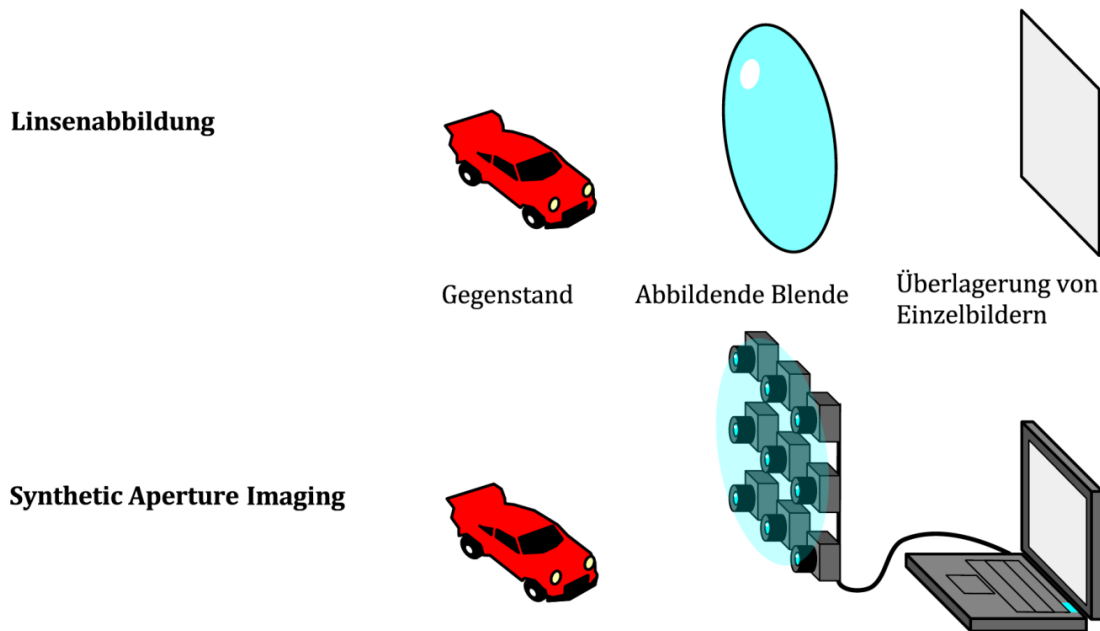 Linsenabbildung
Gegenstand
Abbildende Blende
Überlagerung von
Einzelbildern
Synthetic Aperture Imaging